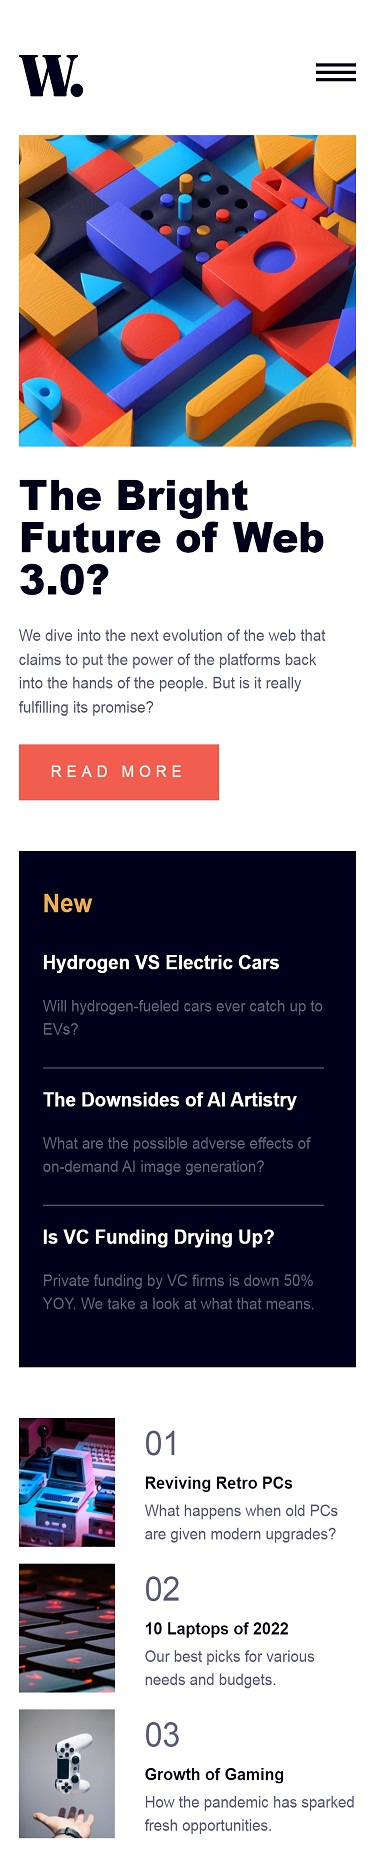 W.
The Bright
Future of Web
3.0?
We dive into the next evolution of the web that
claims to put the power of the platforms back
into the hands of the people. But is it really
fulfilling its promise?
READ MORE
New
Hydrogen VS Electric Cars
Will hydrogen-fueled cars ever catch up to
EVs?
The Downsides of AI Artistry
What are the possible adverse effects of
on-demand AI image generation?
Is VC Funding Drying Up?
Private funding by VC firms is down 50%
YOY. We take a look at what that means.
01
Reviving Retro PCs
What happens when old PCs
are given modern upgrades?
02
10 Laptops of 2022
Our best picks for various
needs and budgets.
03
Growth of Gaming
How the pandemic has sparked
fresh opportunities.